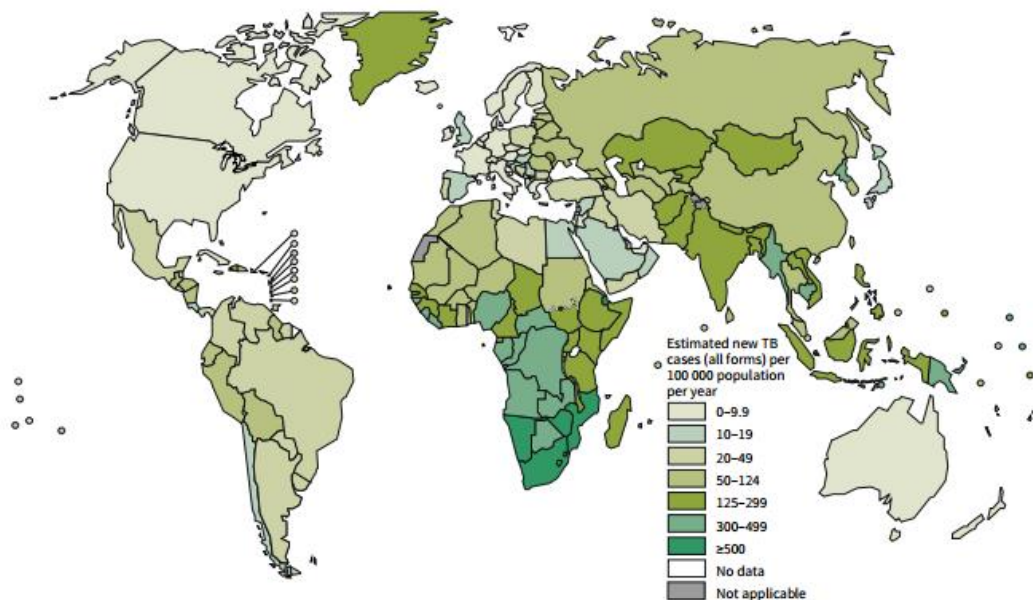 Estimated new TB
cases (all forms) per
100 000 population
per year
0–9.9
10–19
20–49
50–124
125–299
300–499
≥500
No data
Not applicable